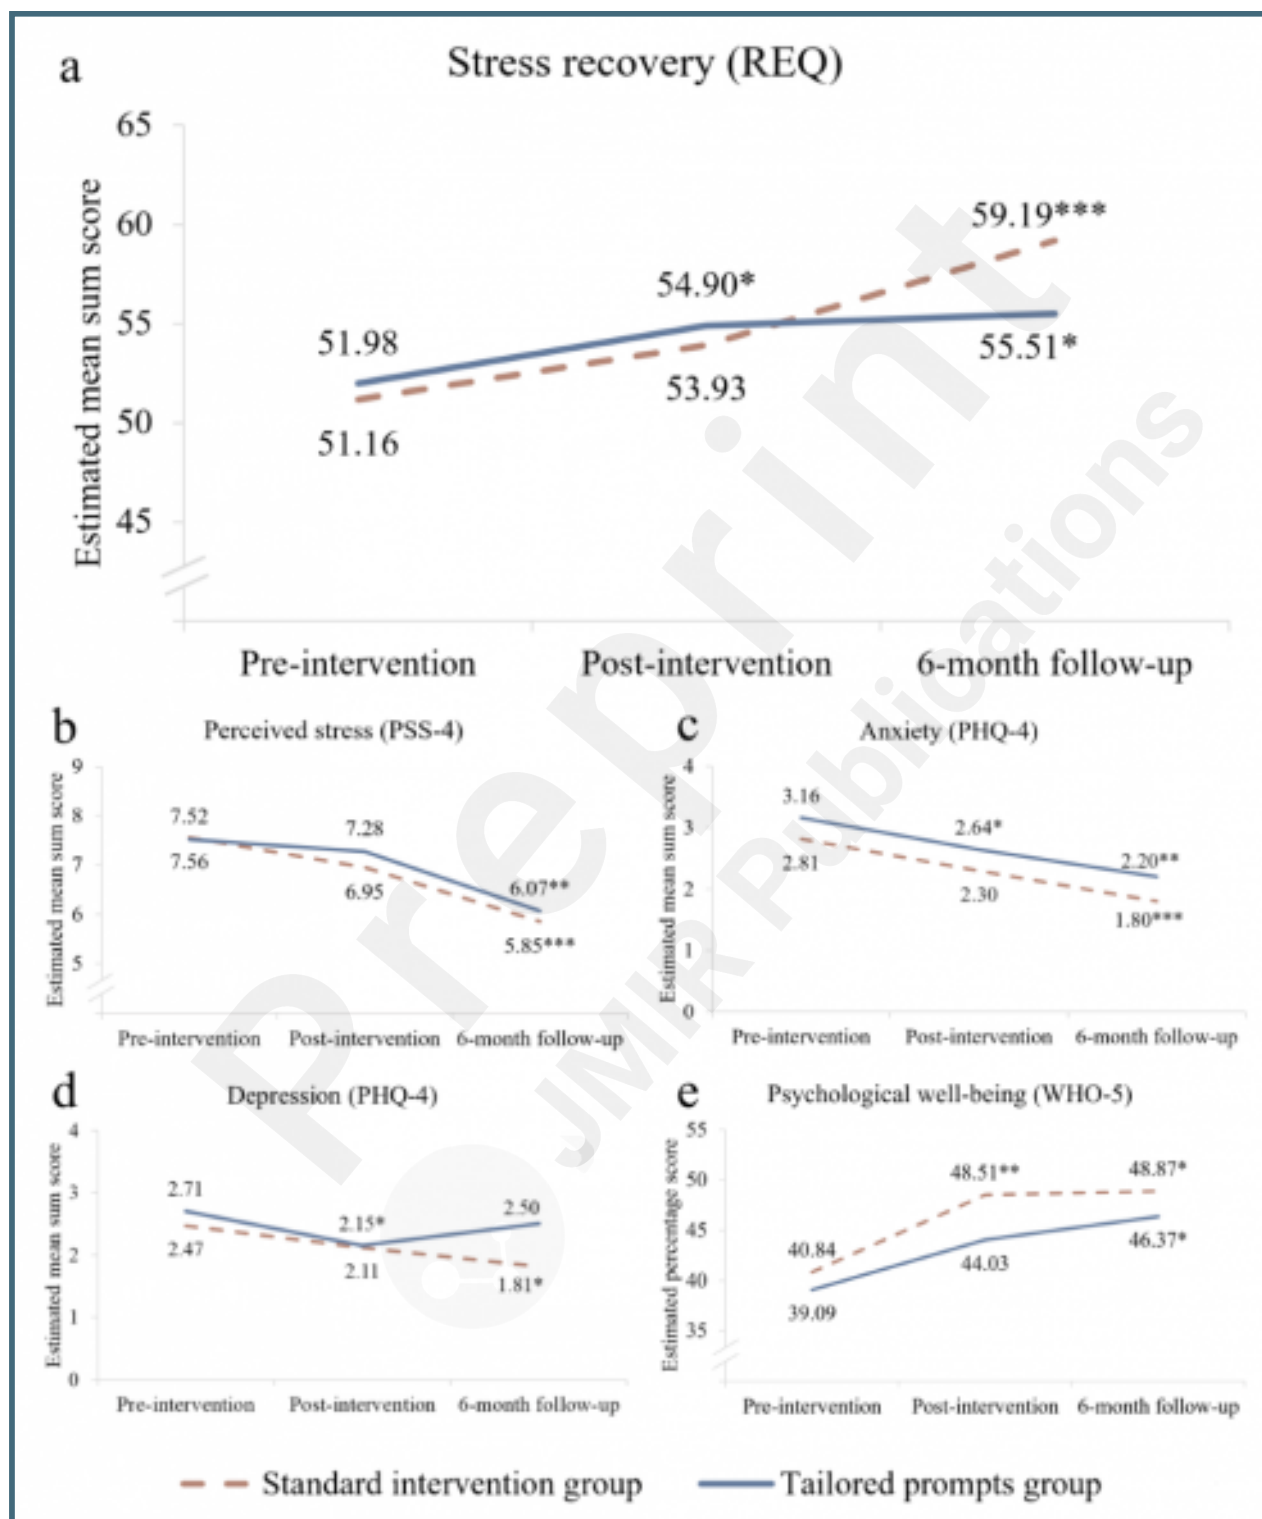 a
Stress recovery (REQ)
Estimated mean sum score
65
60
55
50
45
51.98
51.16
54.90*
53.93
59.19***
55.51*
Pre-intervention Post-intervention 6-month follow-up
b
Perceived stress (PSS-4)
Estimated mean sum score
9
8
7
6
5
7.52
7.56
7.28
6.95
6.07**
5.85***
Pre-intervention Post-intervention 6-month follow-up
c
Anxiety (PHQ-4)
Estimated mean sum score
4
3
2
1
0
3.16
2.81
2.64*
2.30
2.20**
1.80***
Pre-intervention Post-intervention 6-month follow-up
d
Depression (PHQ-4)
Estimated mean sum score
4
3
2
1
0
2.71
2.47
2.15*
2.11
2.50
1.81*
Pre-intervention Post-intervention 6-month follow-up
e
Psychological well-being (WHO-5)
Estimated percentage score
55
50
45
40
35
40.84
39.09
48.51**
44.03
48.87*
46.37*
Pre-intervention Post-intervention 6-month follow-up
Standard intervention group Tailored prompts group
Preprint
JMIR Publications